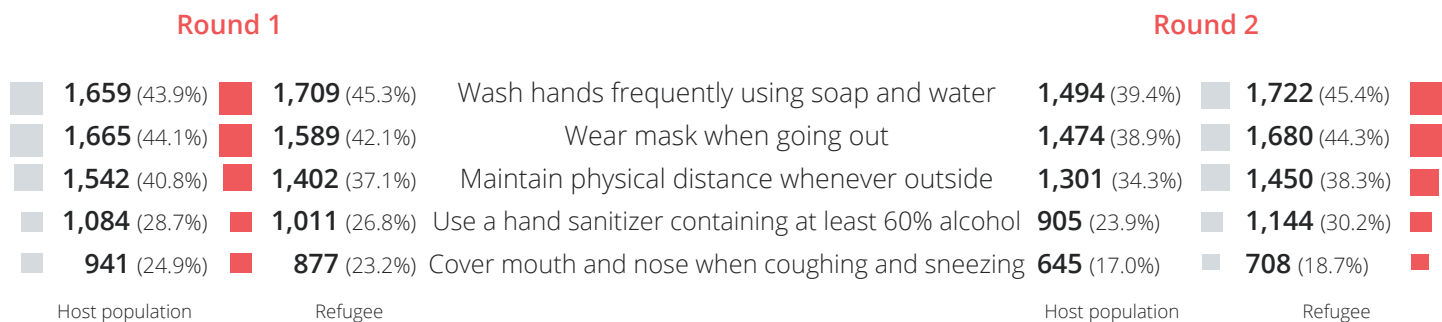 Round 1 Round 2
1,659 (43.9%) 1,709 (45.3%) Wash hands frequently using soap and water 1,494 (39.4%) 1,722 (45.4%)
1,665 (44.1%) 1,589 (42.1%) Wear mask when going out 1,474 (38.9%) 1,680 (44.3%)
1,542 (40.8%) 1,402 (37.1%) Maintain physical distance whenever outside 1,301 (34.3%) 1,450 (38.3%)
1,084 (28.7%) 1,011 (26.8%) Use a hand sanitizer containing at least 60% alcohol 905 (23.9%) 1,144 (30.2%)
941 (24.9%) 877 (23.2%) Cover mouth and nose when coughing and sneezing 645 (17.0%) 708 (18.7%)
Host population Refugee Host population Refugee